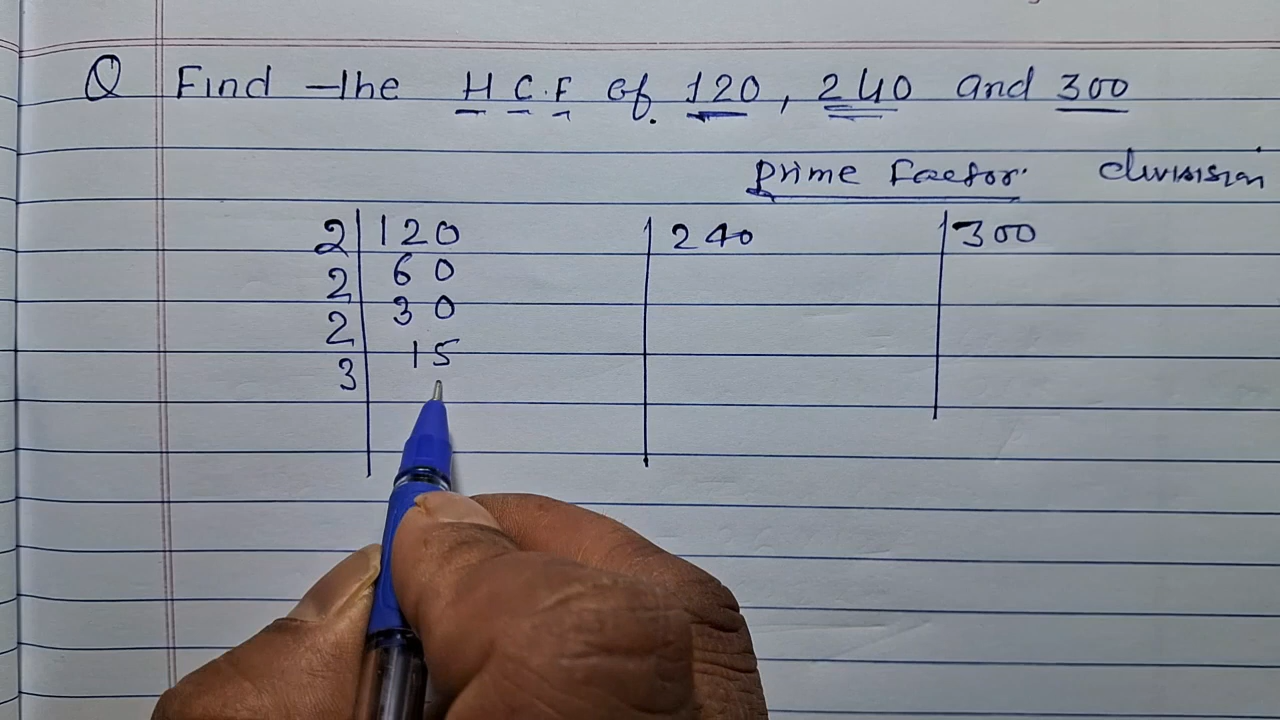 Q Find the H.C.F of 120, 240 and 300
Prime Factor. division
2 120 240 300
2 60
2 30
3 15